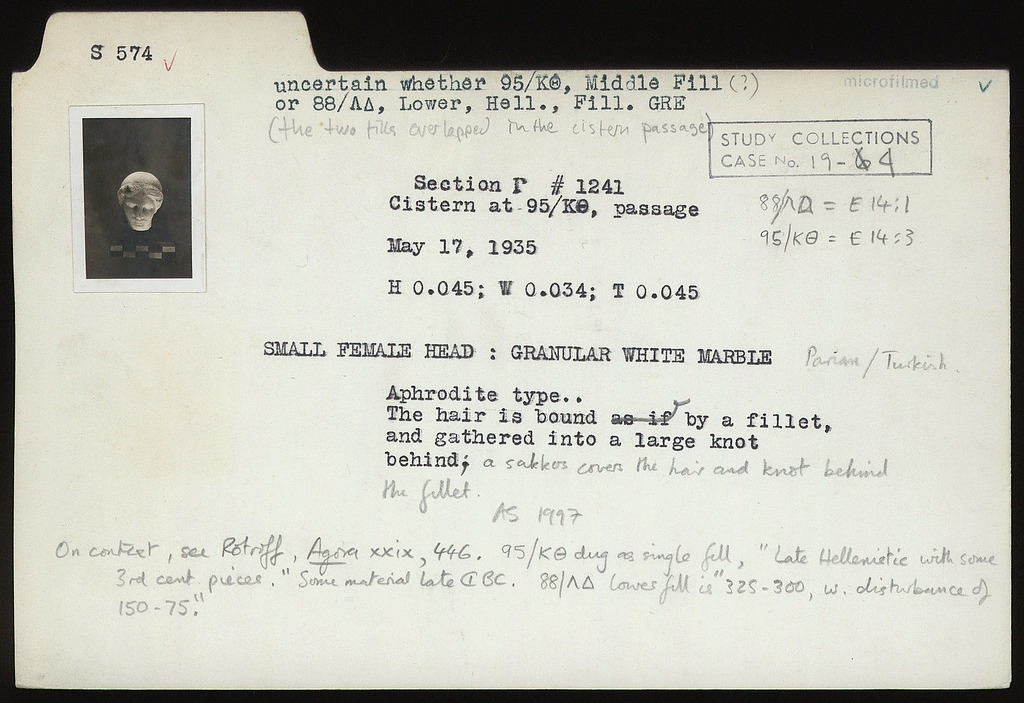 S 574 ✓
uncertain whether 95/ΚΘ, Middle Fill (?)
microfilmed ✓
or 88/ΛΔ, Lower, Hell., Fill. GRE
(the two fills overlapped in the cistern passage)
STUDY COLLECTIONS
CASE No. 19-4
Section Γ # 1241
Cistern at 95/ΚΘ, passage
88/ΛΔ = E 14:1
95/ΚΘ = E 14:3
May 17, 1935
H 0.045; W 0.034; T 0.045
SMALL FEMALE HEAD : GRANULAR WHITE MARBLE Parian / Turkish.
Aphrodite type..
The hair is bound as if by a fillet,
and gathered into a large knot
behind; a sakkos covers the hair and knot behind
the fillet.
AS 1997
On context, see Rotroff, Agora xxix, 446. 95/ΚΘ dug as single fill, "Late Hellenistic with some
3rd cent. pieces." Some material late BC. 88/ΛΔ lower fill is "325-300, w. disturbance of
150-75."